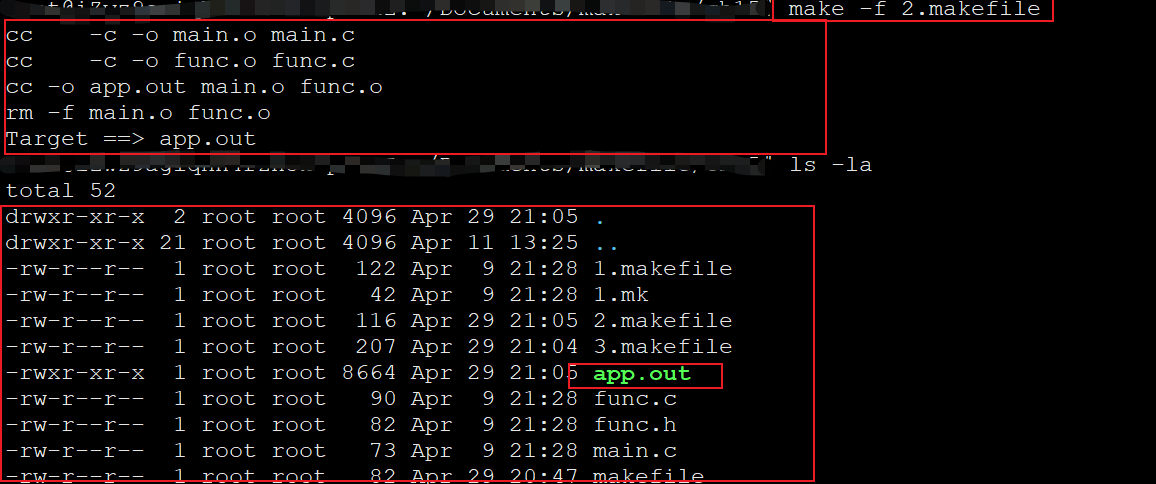 make -f 2.makefile
cc    -c -o main.o main.c
cc    -c -o func.o func.c
cc -o app.out main.o func.o
rm -f main.o func.o
Target ==> app.out
ls -la
total 52
drwxr-xr-x  2 root root 4096 Apr 29 21:05 .
drwxr-xr-x 21 root root 4096 Apr 11 13:25 ..
-rw-r--r--  1 root root  122 Apr  9 21:28 1.makefile
-rw-r--r--  1 root root   42 Apr  9 21:28 1.mk
-rw-r--r--  1 root root  116 Apr 29 21:05 2.makefile
-rw-r--r--  1 root root  207 Apr 29 21:04 3.makefile
-rwxr-xr-x  1 root root 8664 Apr 29 21:05 app.out
-rw-r--r--  1 root root   90 Apr  9 21:28 func.c
-rw-r--r--  1 root root   82 Apr  9 21:28 func.h
-rw-r--r--  1 root root   73 Apr  9 21:28 main.c
-rw-r--r--  1 root root   82 Apr 29 20:47 makefile